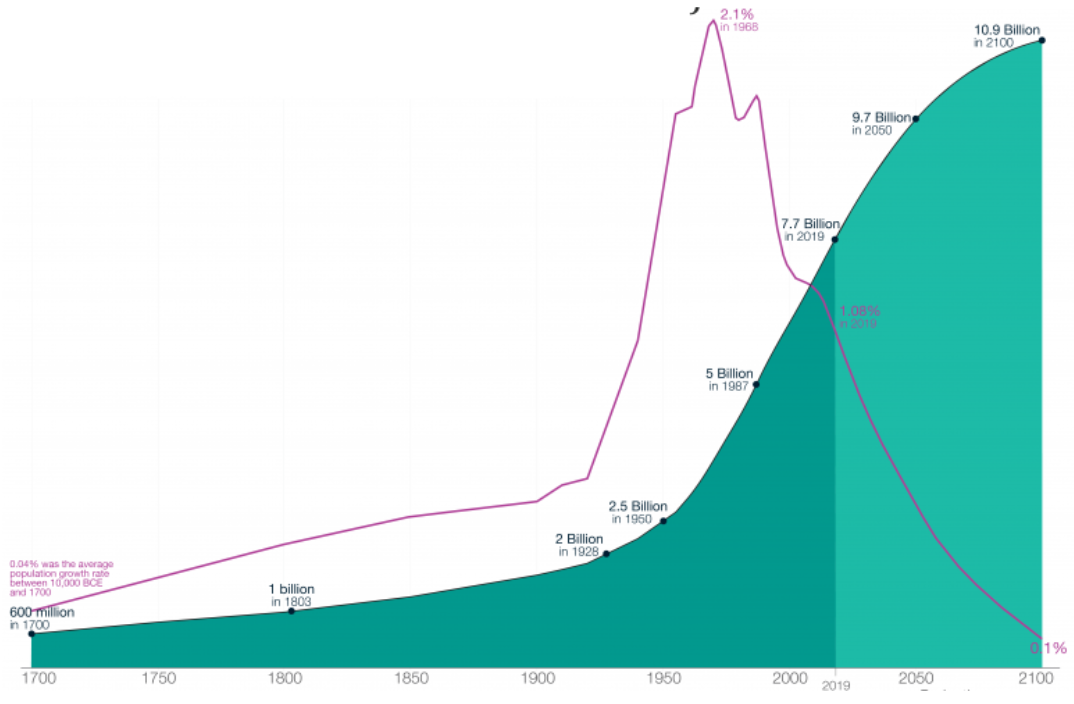 2.1%
in 1968
10.9 Billion
in 2100
9.7 Billion
in 2050
7.7 Billion
in 2019
1.08%
in 2019
5 Billion
in 1987
2.5 Billion
in 1950
2 Billion
in 1928
0.04% was the average
population growth rate
between 10,000 BCE
and 1700
1 billion
in 1803
600 million
in 1700
0.1%
1700 1750 1800 1850 1900 1950 2000 2050 2100
2019